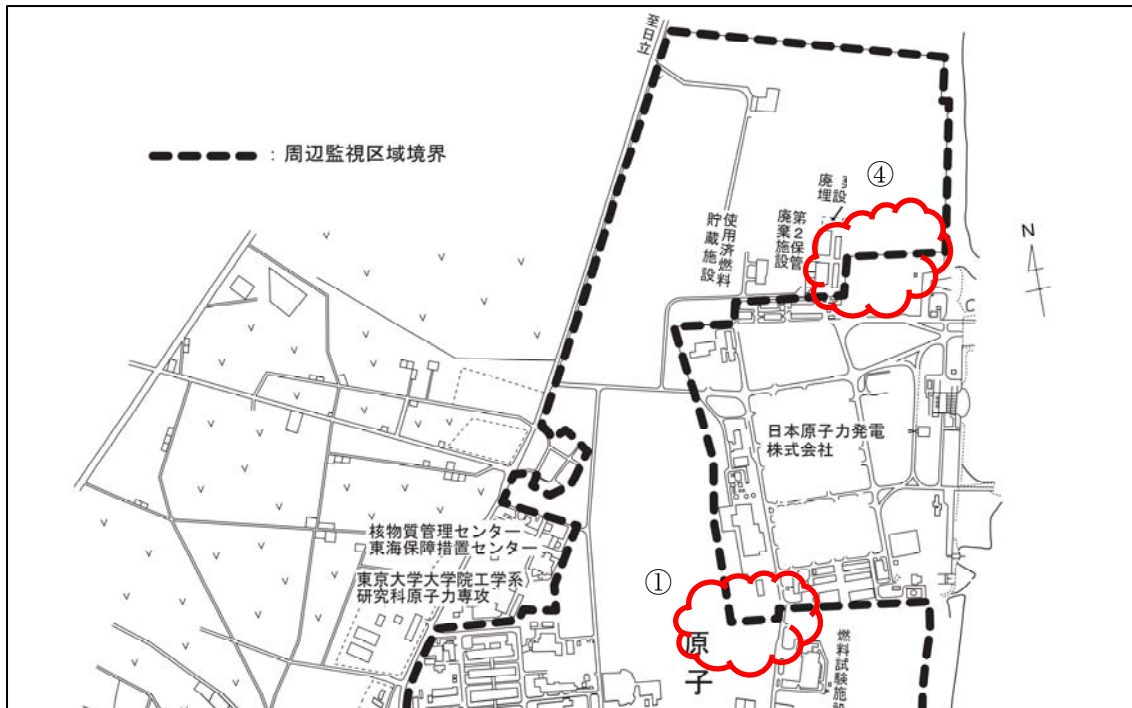 至日立
：周辺監視区域境界
④
廃
埋設
第２保管
廃棄施設
使用済燃料
貯蔵施設
N
日本原子力発電
株式会社
核物質管理センター
東海保障措置センター
東京大学大学院工学系
研究科原子力専攻
①
原子
燃料試験施設